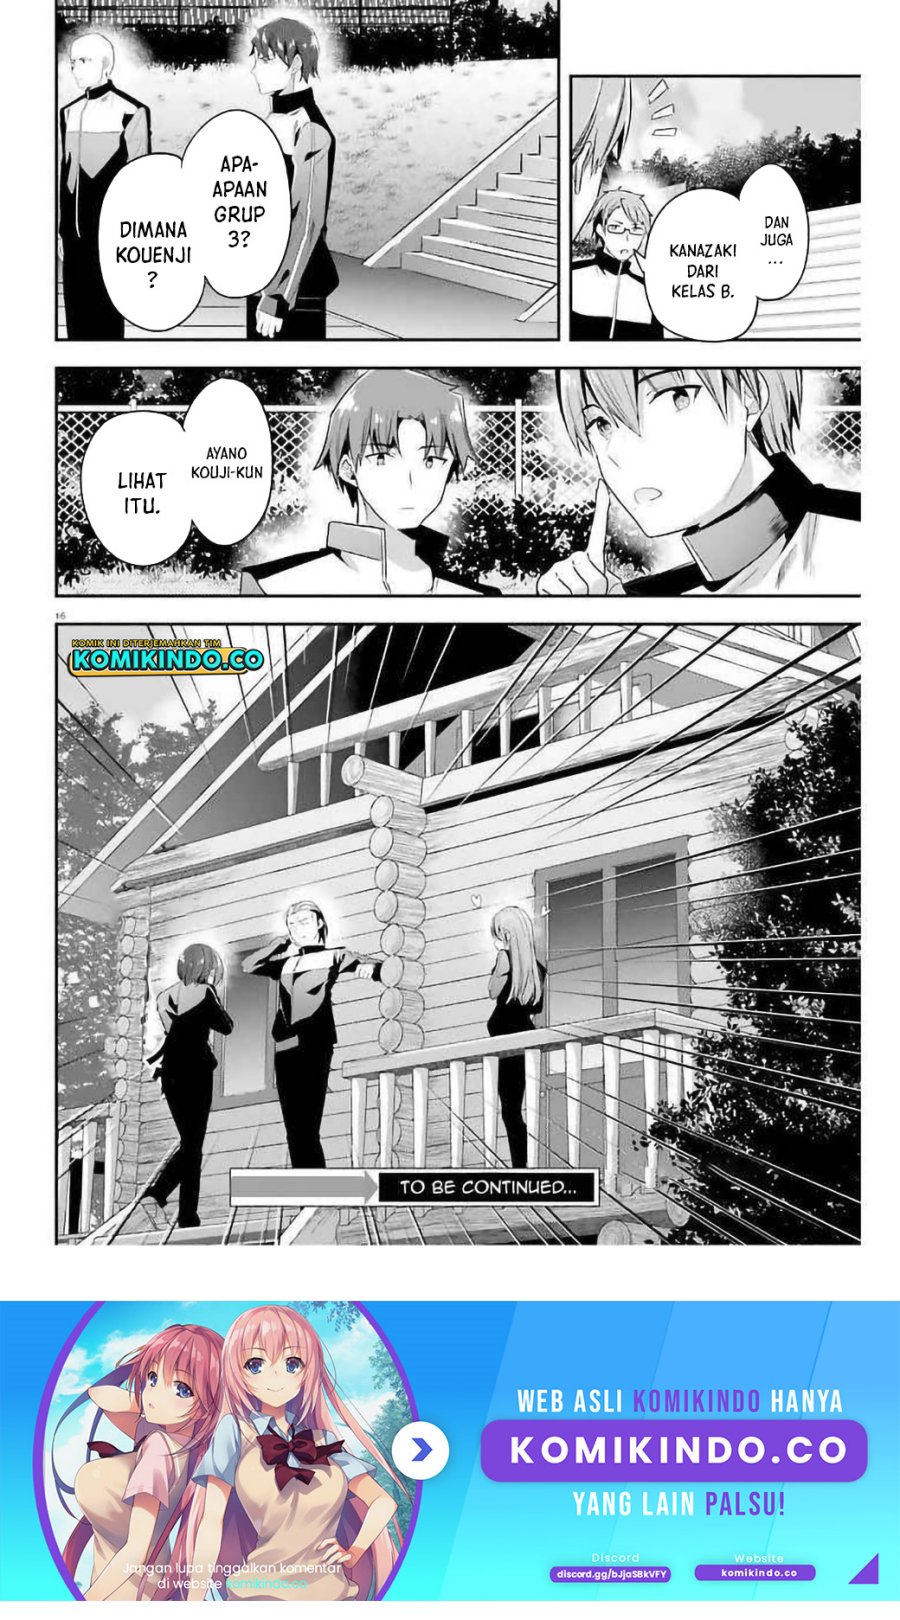 DAN
JUGA
...
KANAZAKI
DARI
KELAS B.
APA-
APAAN
GRUP
3?
DIMANA
KOUENJI
?
AYANO
KOUJI-KUN
LIHAT
ITU.
16
KOMIK INI DITERJEMAHKAN TIM
KOMIKINDO.CO
TO BE CONTINUED...
WEB ASLI KOMIKINDO HANYA
KOMIKINDO.CO
YANG LAIN PALSU!
Jangan lupa tinggalkan komentar
di website komikindo.co
Discord
discord.gg/bJjaSBkVFY
Website
komikindo.co